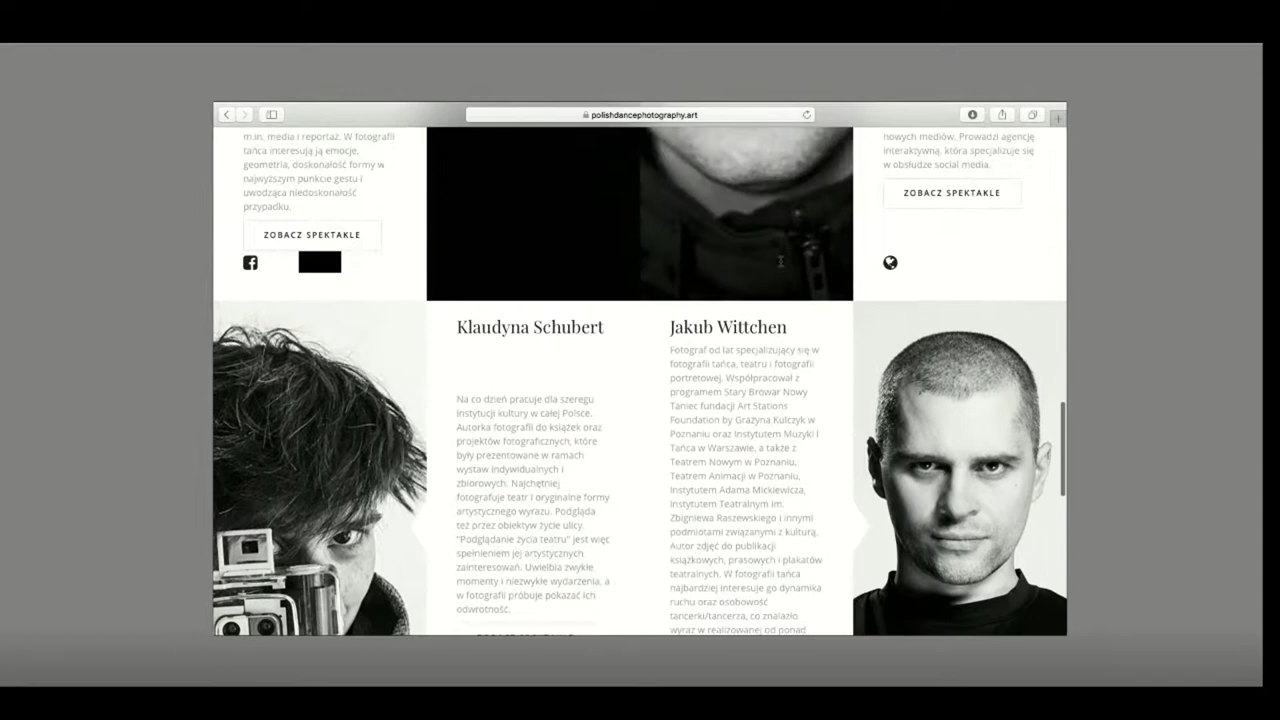 polishdancephotography.art
m.in. media i reportaż. W fotografii
tańca interesują ją emocje,
geometria, doskonałość formy w
najwyższym punkcie gestu i
uwodząca niedoskonałość
przypadku.
ZOBACZ SPEKTAKLE
nowych mediów. Prowadzi agencję
interaktywną, która specjalizuje się
w obsłudze social media.
ZOBACZ SPEKTAKLE
Klaudyna Schubert
Na co dzień pracuje dla szeregu
instytucji kultury w całej Polsce.
Autorka fotografii do książek oraz
projektów fotograficznych, które
były prezentowane w ramach
wystaw indywidualnych i
zbiorowych. Najchętniej
fotografuje teatr i oryginalne formy
artystycznego wyrazu. Podgląda
też przez obiektyw życie ulicy.
"Podglądanie życia teatru" jest więc
spełnieniem jej artystycznych
zainteresowań. Uwielbia zwykłe
momenty i niezwykłe wydarzenia, a
w fotografii próbuje pokazać ich
odwrotność.
Jakub Wittchen
Fotograf od lat specjalizujący się w
fotografii tańca, teatru i fotografii
portretowej. Współpracował z
programem Stary Browar Nowy
Taniec fundacji Art Stations
Foundation by Grażyna Kulczyk w
Poznaniu oraz Instytutem Muzyki i
Tańca w Warszawie, a także z
Teatrem Nowym w Poznaniu,
Teatrem Animacji w Poznaniu,
Instytutem Adama Mickiewicza,
Instytutem Teatralnym im.
Zbigniewa Raszewskiego i innymi
podmiotami związanymi z kulturą.
Autor zdjęć do publikacji
książkowych, prasowych i plakatów
teatralnych. W fotografii tańca
najbardziej interesuje go dynamika
ruchu oraz osobowość
tancerki/tancerza, co znalazło
wyraz w realizowanej od ponad